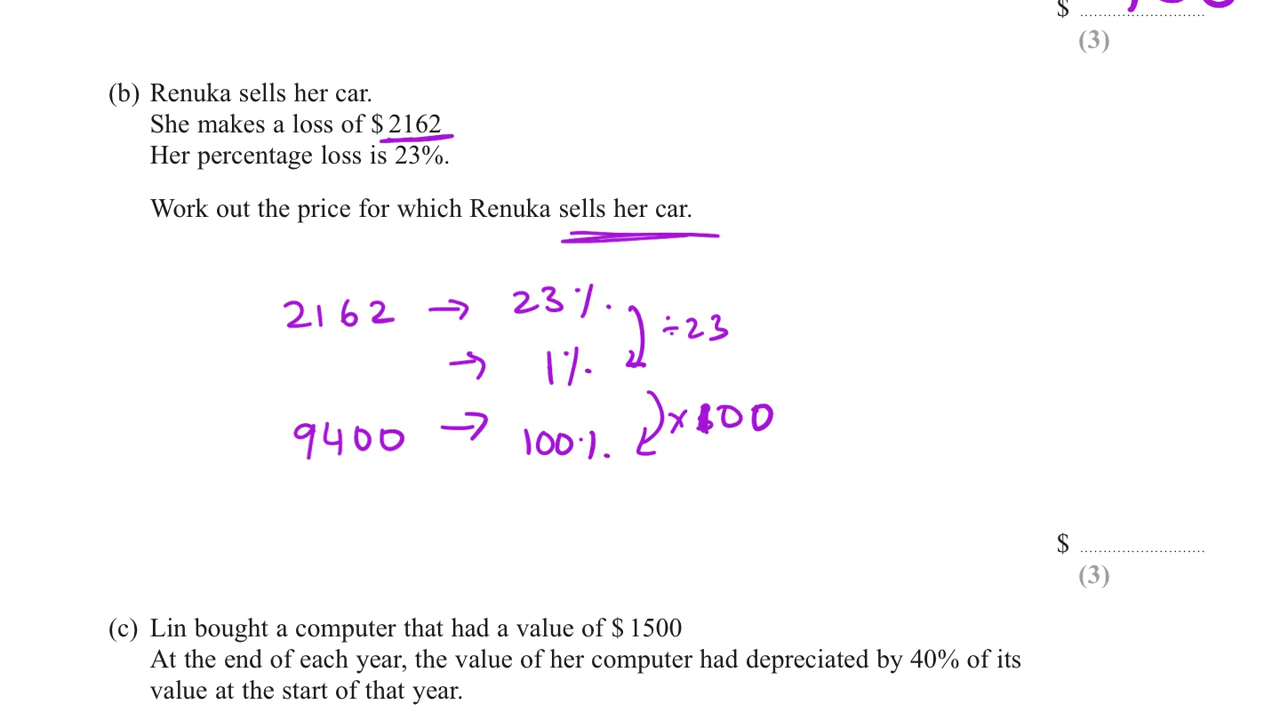 $ ..............................
(3)
(b) Renuka sells her car.
She makes a loss of $ 2162
Her percentage loss is 23%.
Work out the price for which Renuka sells her car.
2162 → 23%.
→ 1%.
÷23
9400 → 100%.
×100
$ ..............................
(3)
(c) Lin bought a computer that had a value of $ 1500
At the end of each year, the value of her computer had depreciated by 40% of its
value at the start of that year.